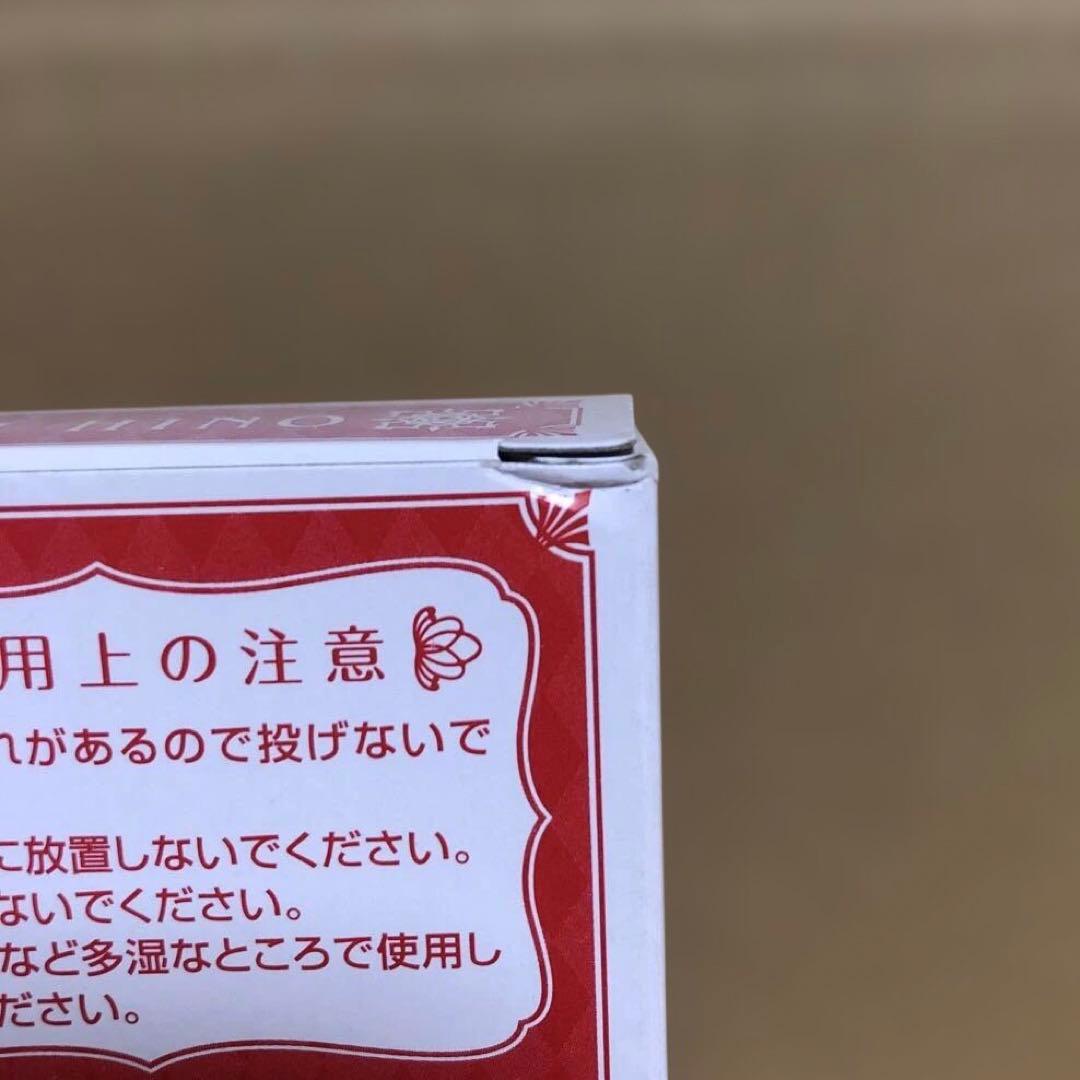 用上の注意
れがあるので投げないで
に放置しないでください。
ないでください。
など多湿なところで使用し
ださい。